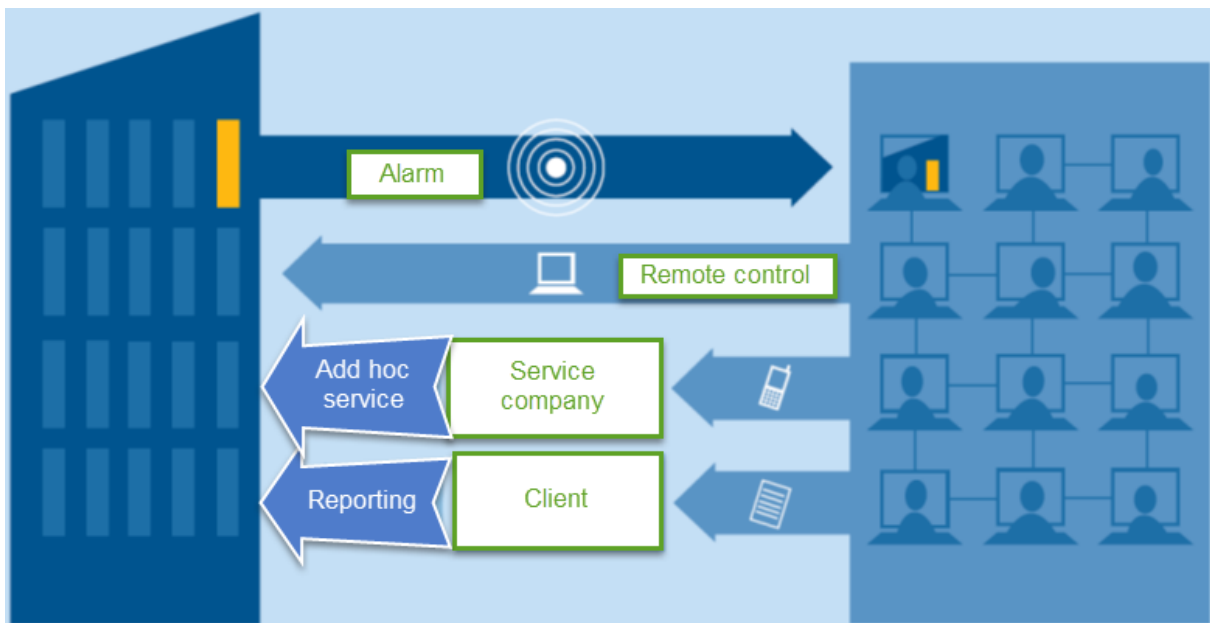 Alarm
Remote control
Add hoc
service
Service
company
Reporting
Client